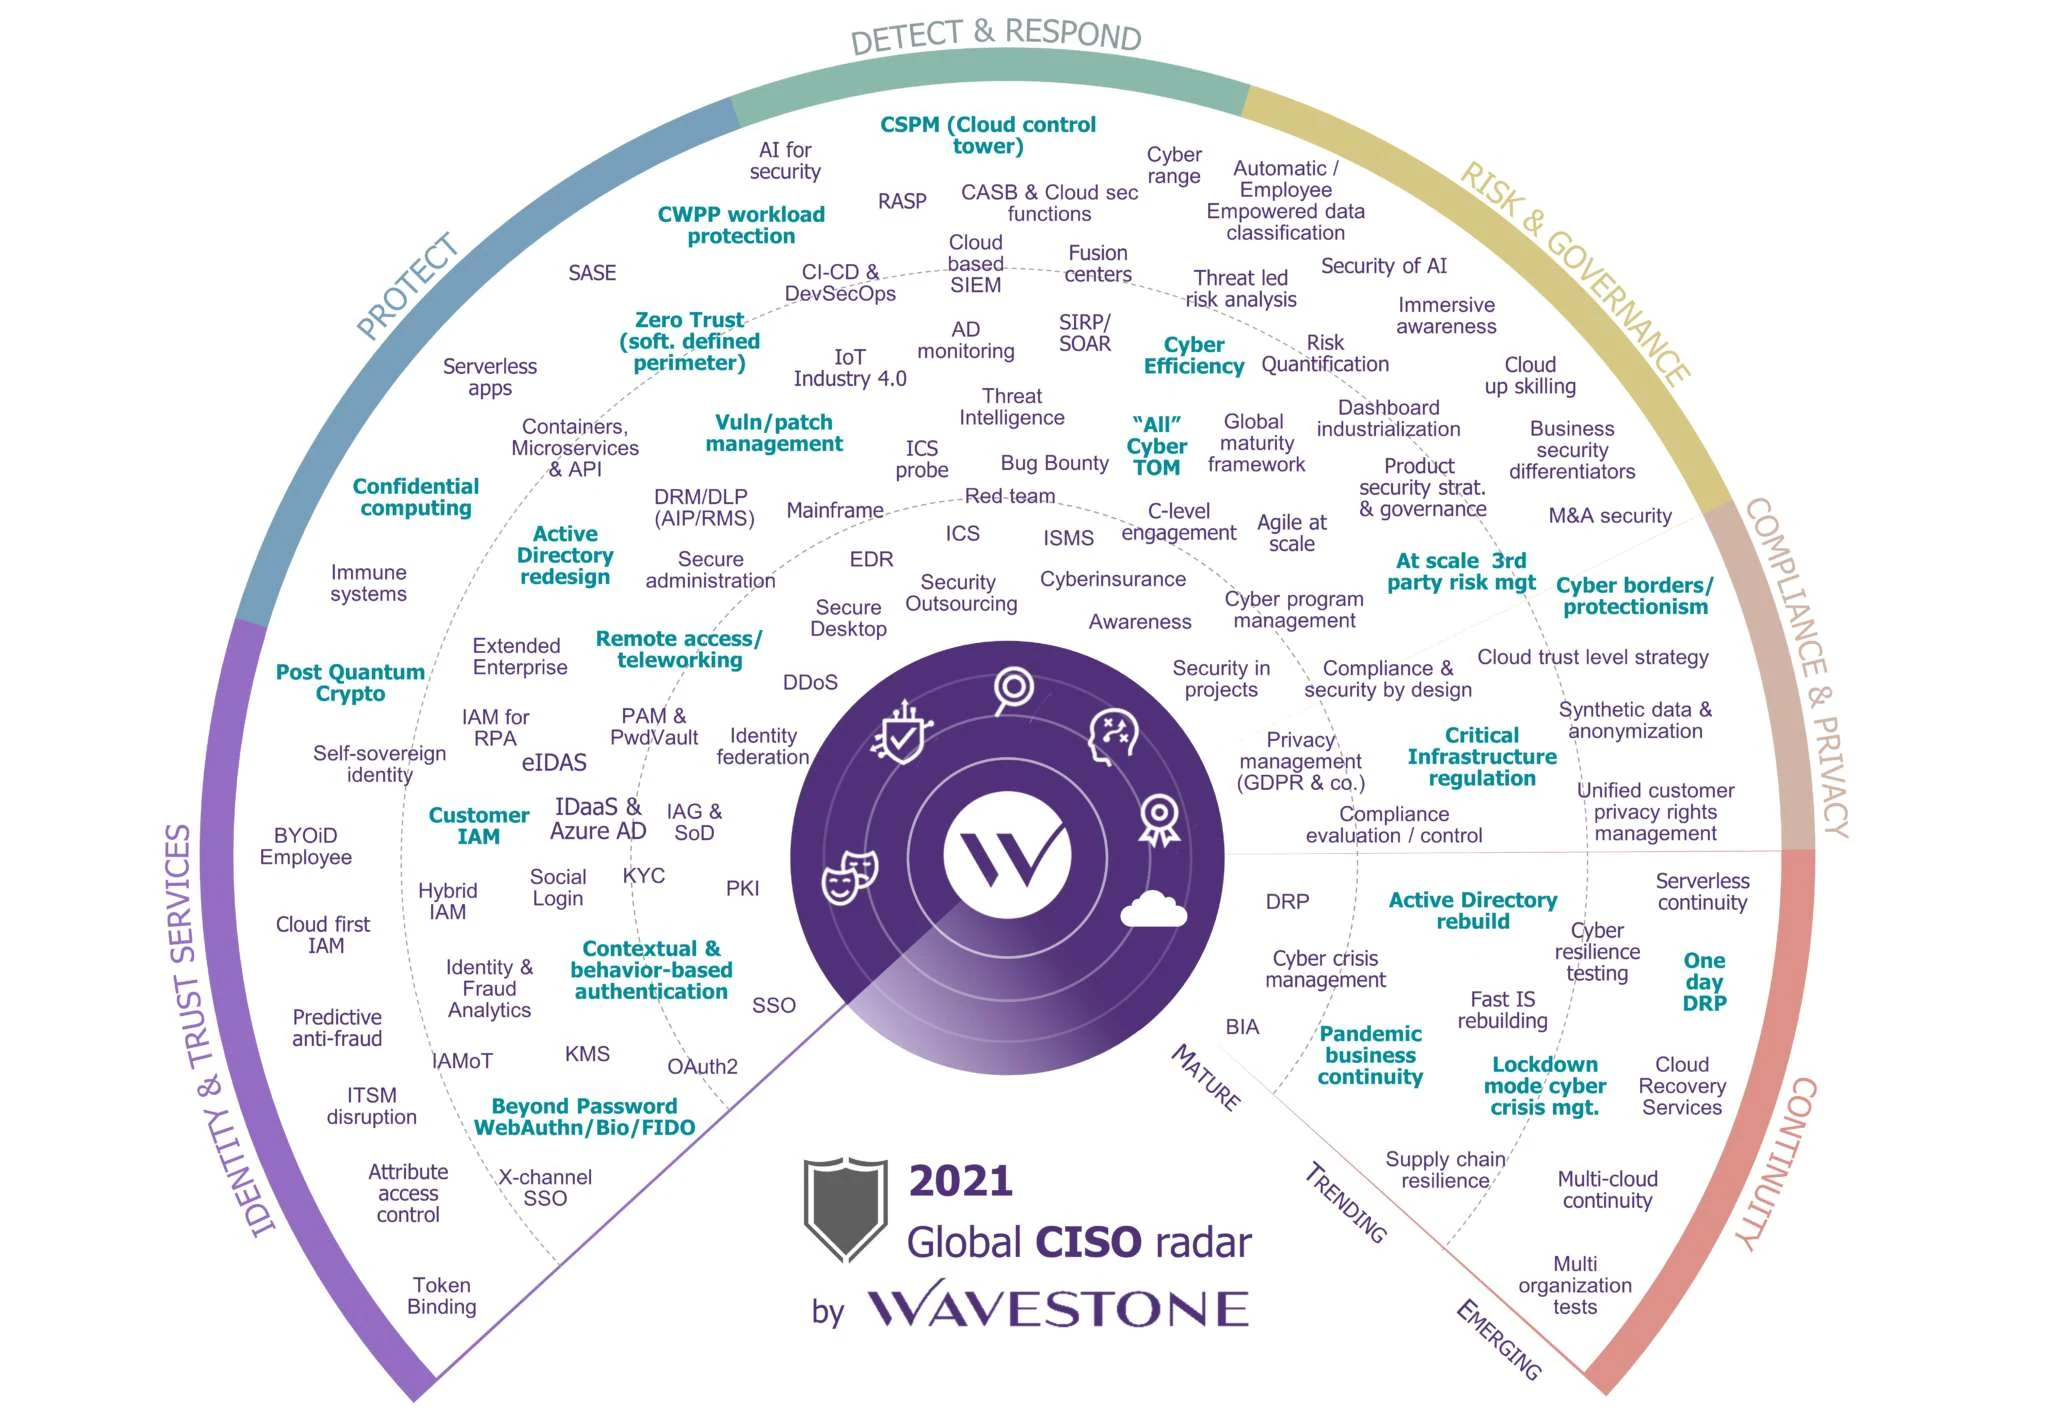 DETECT & RESPOND
PROTECT
RISK & GOVERNANCE
COMPLIANCE & PRIVACY
CONTINUITY
IDENTITY & TRUST SERVICES
CSPM (Cloud control
tower)
AI for
security
Cyber
range
Automatic /
Employee
Empowered data
classification
RASP
CASB & Cloud sec
functions
CWPP workload
protection
Cloud
based
SIEM
Fusion
centers
SASE
CI-CD &
DevSecOps
Threat led
risk analysis
Security of AI
Immersive
awareness
Zero Trust
(soft. defined
perimeter)
AD
monitoring
SIRP/
SOAR
Cyber
Efficiency
Risk
Quantification
IoT
Industry 4.0
Serverless
apps
Cloud
up skilling
Threat
Intelligence
Dashboard
industrialization
Vuln/patch
management
“All”
Cyber
TOM
Global
maturity
framework
Containers,
Microservices
& API
Business
security
differentiators
ICS
probe
Bug Bounty
Product
security strat.
& governance
Confidential
computing
DRM/DLP
(AIP/RMS)
Mainframe
Red team
C-level
engagement
Agile at
scale
M&A security
Active
Directory
redesign
ICS
ISMS
EDR
Secure
administration
At scale 3rd
party risk mgt
Immune
systems
Security
Outsourcing
Cyberinsurance
Cyber borders/
protectionism
Secure
Desktop
Awareness
Cyber program
management
Extended
Enterprise
Remote access/
teleworking
Cloud trust level strategy
Post Quantum
Crypto
DDoS
Security in
projects
Compliance &
security by design
IAM for
RPA
PAM &
PwdVault
Identity
federation
Synthetic data &
anonymization
Self-sovereign
identity
eIDAS
Privacy
management
(GDPR & co.)
Critical
Infrastructure
regulation
Unified customer
privacy rights
management
Customer
IAM
IDaaS &
Azure AD
IAG &
SoD
Compliance
evaluation / control
BYOiD
Employee
Hybrid
IAM
Social
Login
KYC
PKI
DRP
Active Directory
rebuild
Serverless
continuity
Cloud first
IAM
Contextual &
behavior-based
authentication
Cyber crisis
management
Cyber
resilience
testing
One
day
DRP
Identity &
Fraud
Analytics
SSO
Fast IS
rebuilding
Predictive
anti-fraud
BIA
Pandemic
business
continuity
IAMoT
KMS
OAuth2
Lockdown
mode cyber
crisis mgt.
Cloud
Recovery
Services
ITSM
disruption
Beyond Password
WebAuthn/Bio/FIDO
Attribute
access
control
X-channel
SSO
Supply chain
resilience
Multi-cloud
continuity
Token
Binding
Multi
organization
tests
MATURE
TRENDING
EMERGING
2021
Global CISO radar
by WAVESTONE